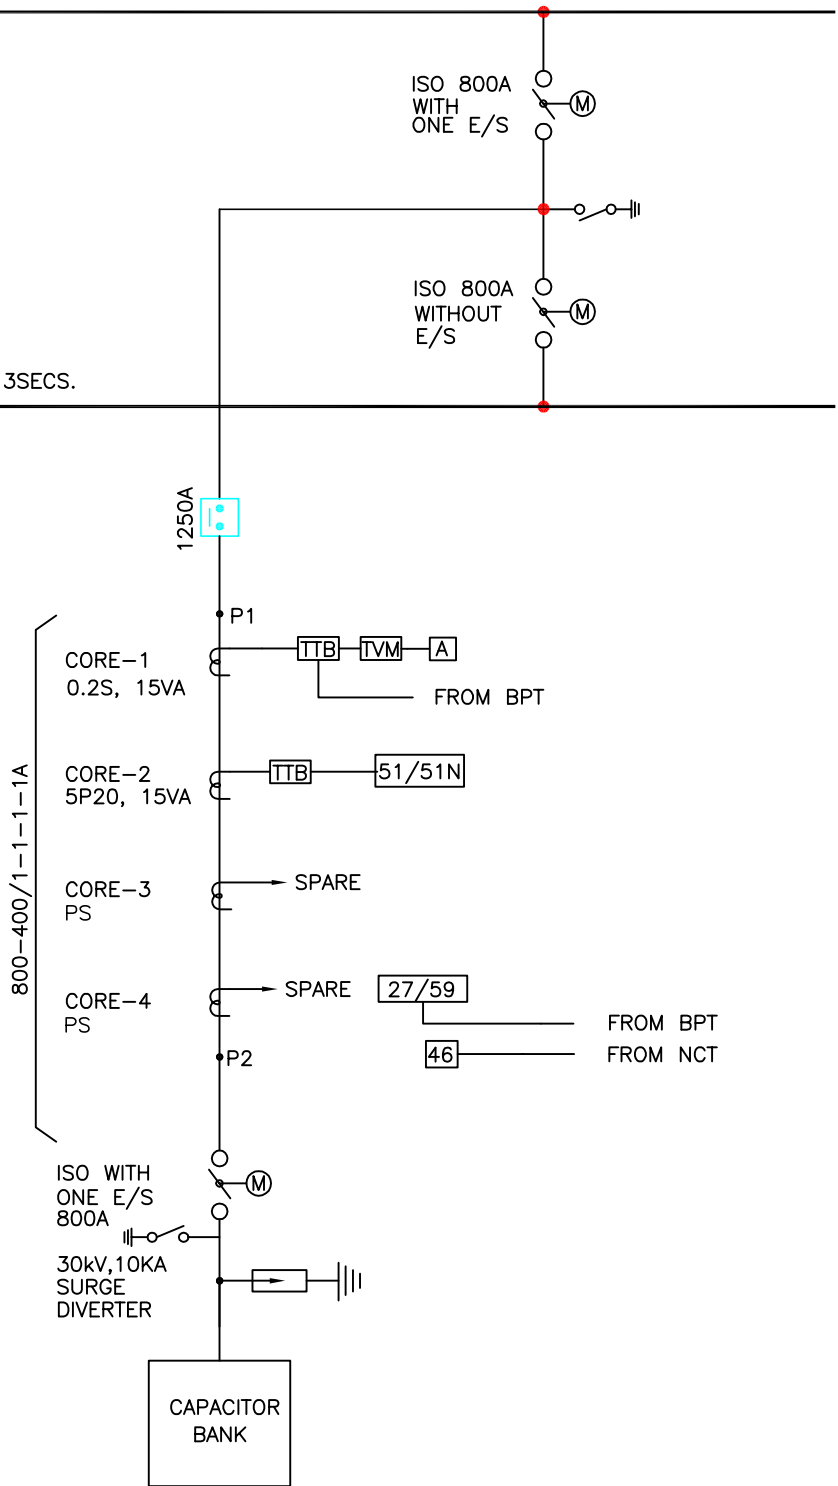 ISO 800A
WITH
ONE E/S
M
ISO 800A
WITHOUT
E/S
M
3SECS.
1250A
P1
CORE-1
0.2S, 15VA
TTB
TVM
A
FROM BPT
800-400/1-1-1-1-1A
CORE-2
5P20, 15VA
TTB
51/51N
CORE-3
PS
SPARE
CORE-4
PS
SPARE
27/59
FROM BPT
46
FROM NCT
P2
ISO WITH
ONE E/S
800A
M
30kV,10KA
SURGE
DIVERTER
CAPACITOR
BANK